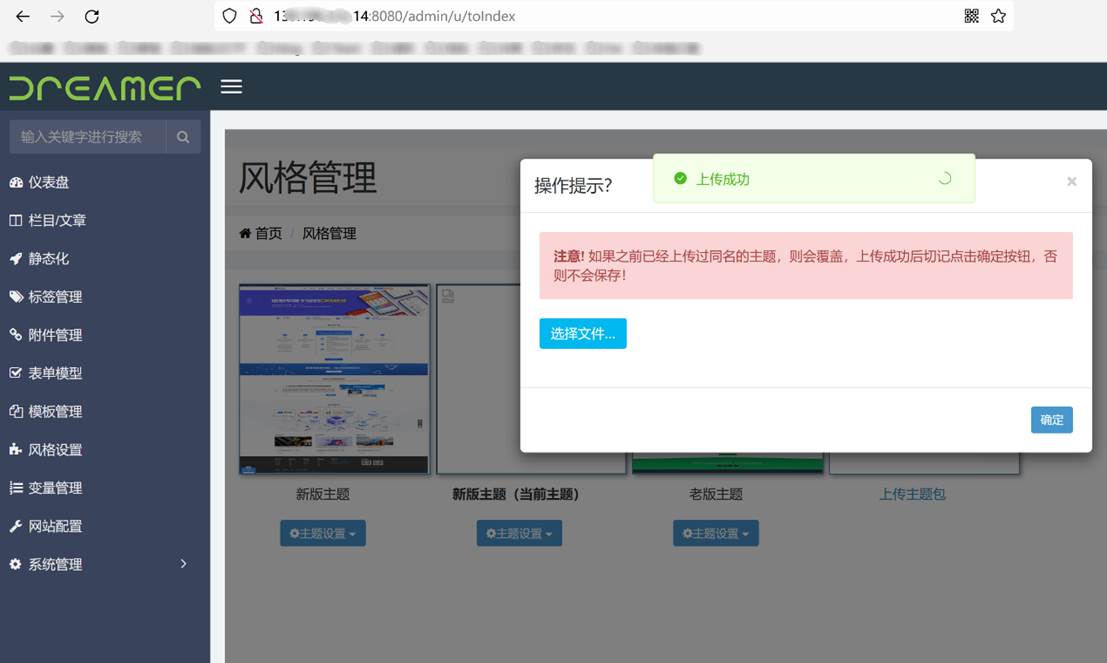 14:8080/admin/u/toIndex
DREAMER
输入关键字进行搜索
仪表盘
栏目/文章
静态化
标签管理
附件管理
表单模型
模板管理
风格设置
变量管理
网站配置
系统管理
风格管理
首页 / 风格管理
操作提示?
上传成功
×
注意! 如果之前已经上传过同名的主题，则会覆盖，上传成功后切记点击确定按钮，否
则不会保存!
选择文件...
确定
新版主题
新版主题（当前主题）
老版主题
上传主题包
主题设置
主题设置
主题设置